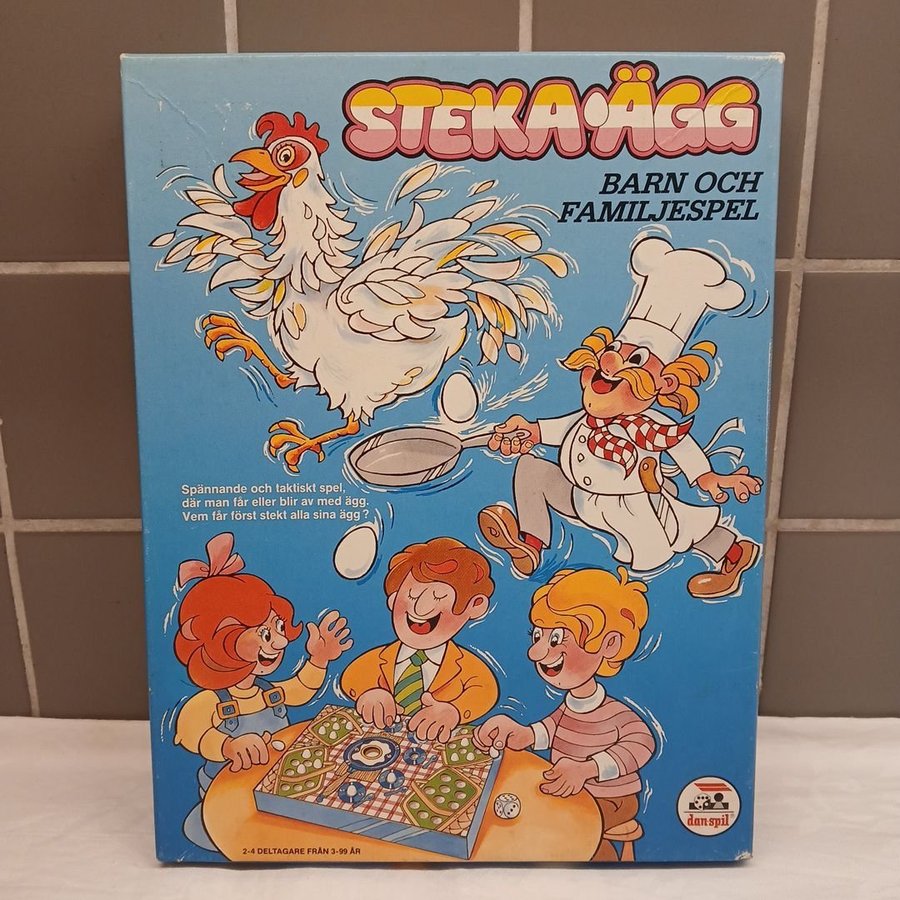 STEKA•ÄGG
BARN OCH
FAMILJESPEL
Spännande och taktiskt spel,
där man får eller blir av med ägg.
Vem får först stekt alla sina ägg?
2-4 DELTAGARE FRÅN 3-99 ÅR
dan-spil®